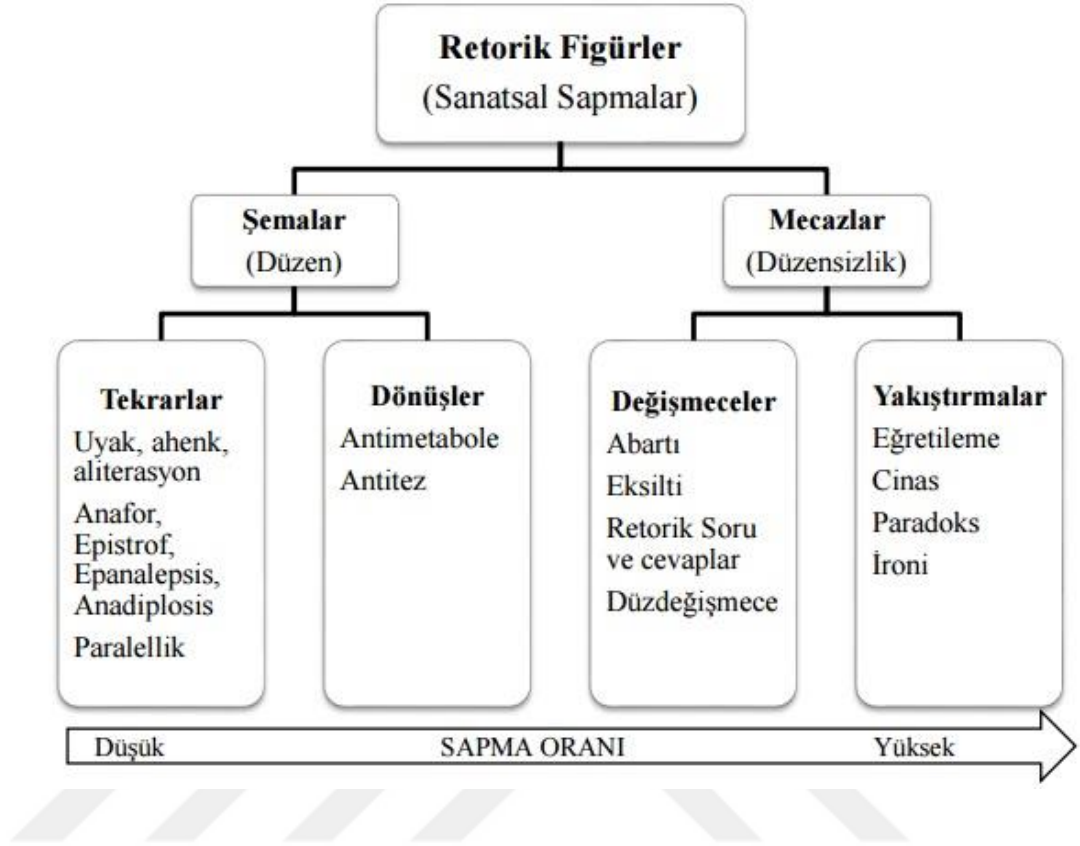 Retorik Figürler
(Sanatsal Sapmalar)
Şemalar
(Düzen)
Mecazlar
(Düzensizlik)
Tekrarlar
Uyak, ahenk,
aliterasyon
Anafor,
Epistrof,
Epanalepsis,
Anadiplosis
Paralellik
Dönüşler
Antimetabole
Antitez
Değişmeceler
Abartı
Eksilti
Retorik Soru
ve cevaplar
Düzdeğişmece
Yakıştırmalar
Eğretileme
Cinas
Paradoks
İroni
Düşük SAPMA ORANI Yüksek